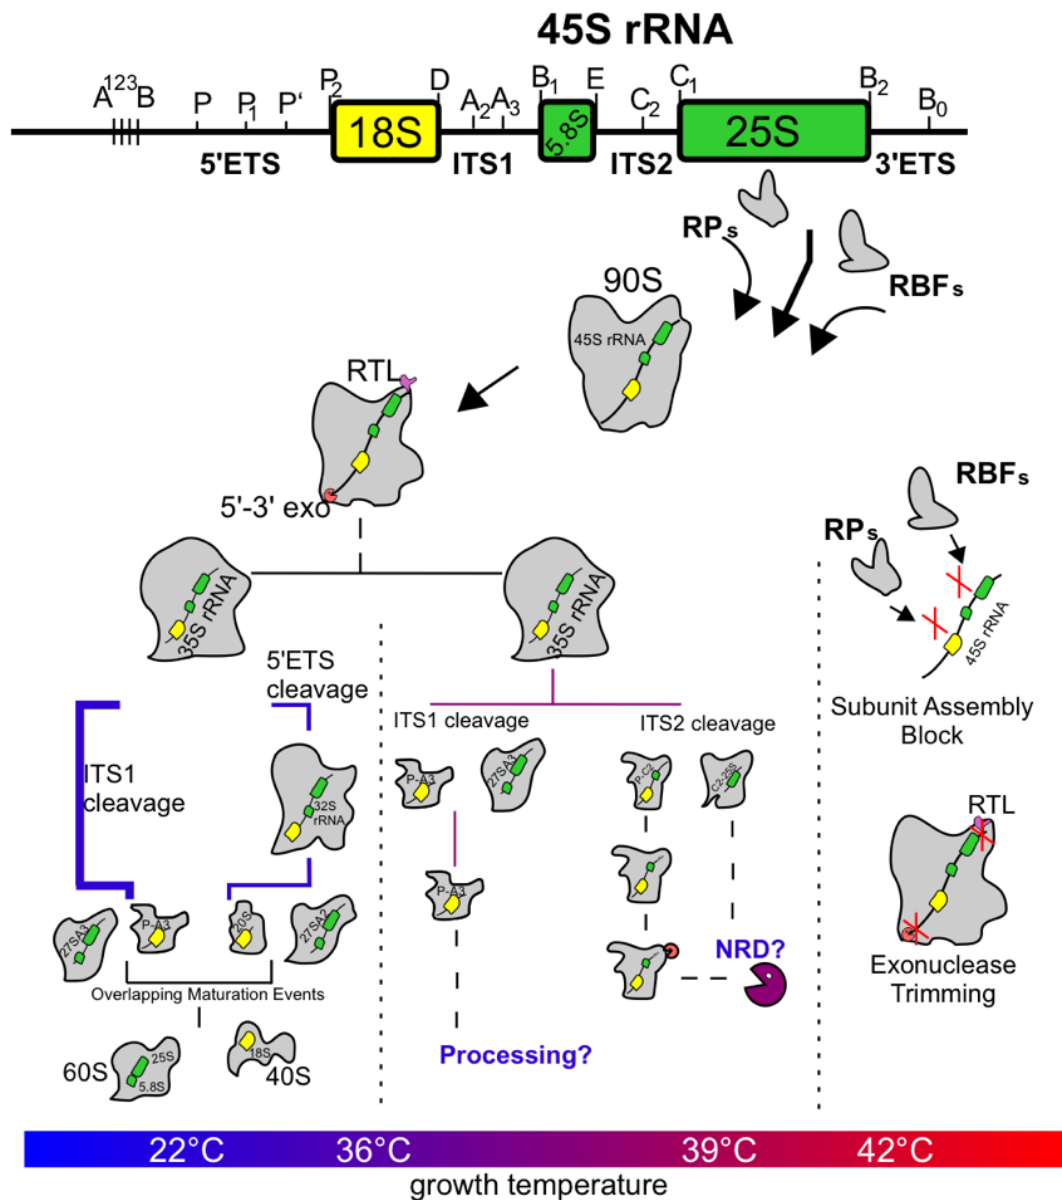 45S rRNA
A 123 B P P1 P' P2 D A2 A3 B1 E C2 C1 B2 B0
18S 5.8S 25S
5'ETS ITS1 ITS2 3'ETS
RPs
RBFs
90S
45S rRNA
RTL
5'-3' exo
RBFs
RPs
45S rRNA
Subunit Assembly
Block
35S rRNA
35S rRNA
5'ETS
cleavage
ITS1 cleavage
ITS2 cleavage
ITS1
cleavage
32S
rRNA
P-A3
27SA3
P-C2
C2-25S
RTL
Exonuclease
Trimming
P-A3
27SA3
P-A3
20S
27SA2
NRD?
Overlapping Maturation Events
Processing?
60S
25S
5.8S
18S
40S
22°C 36°C 39°C 42°C
growth temperature